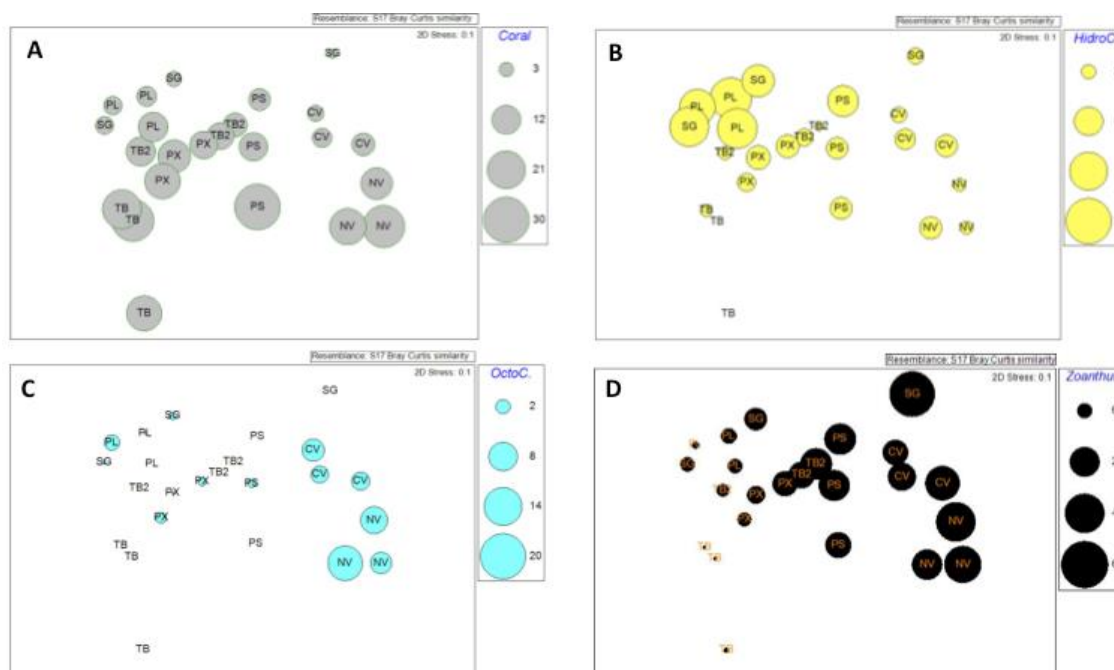 Resemblance: S17 Bray Curtis similarity
A
2D Stress: 0.1
Coral
SG
SG
PL
PL
PS
CV
SG
PL
TB2
TB2
CV
CV
TB2
PX
PX
PS
PX
NV
TB
TB
PS
NV
NV
TB
3
12
21
30
Resemblance: S17 Bray Curtis similarity
B
2D Stress: 0.1
HidroC
SG
SG
PL
PL
PS
CV
SG
PL
TB2
TB2
CV
CV
TB2
PX
PX
PS
PX
NV
TB
TB
PS
NV
NV
TB
Resemblance: S17 Bray Curtis similarity
C
2D Stress: 0.1
OctoC.
SG
SG
PL
PL
PS
CV
SG
PL
TB2
TB2
CV
CV
TB2
PX
PX
PS
PX
NV
TB
TB
PS
NV
NV
TB
2
8
14
20
Resemblance: S17 Bray Curtis similarity
D
2D Stress: 0.1
Zoanthu
SG
SG
PL
PS
CV
SG
PL
TB2
TB2
CV
CV
PX
PX
PS
PX
NV
PS
NV
NV